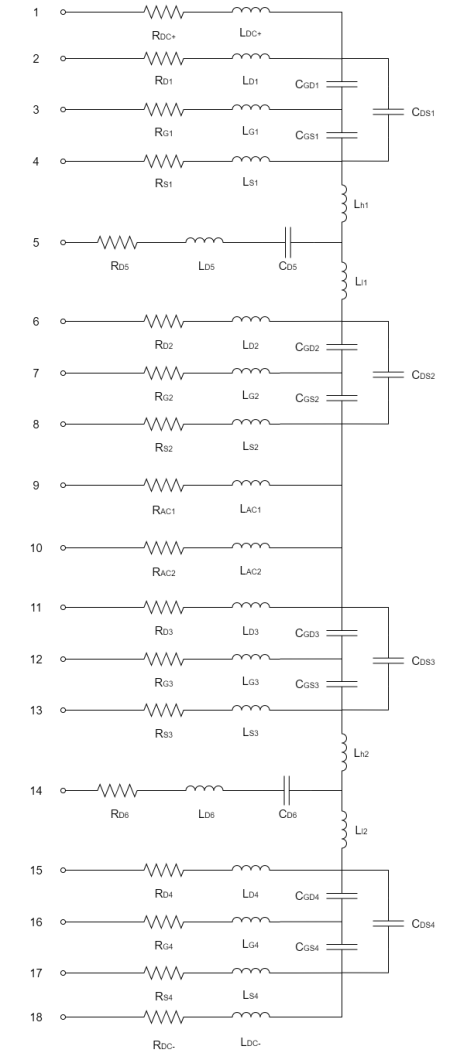 1
RDC+ LDC+
2
RD1 LD1 CGD1 CDS1
3
RG1 LG1 CGS1
4
RS1 LS1
Lh1
5
RD5 LD5 CD5
Ll1
6
RD2 LD2 CGD2
7 CDS2
RG2 LG2 CGS2
8
RS2 LS2
9
RAC1 LAC1
10
RAC2 LAC2
11
RD3 LD3 CGD3
12 CDS3
RG3 LG3 CGS3
13
RS3 LS3
Lh2
14
RD6 LD6 CD6
Ll2
15
RD4 LD4 CGD4
16 CDS4
RG4 LG4 CGS4
17
RS4 LS4
18
RDC- LDC-